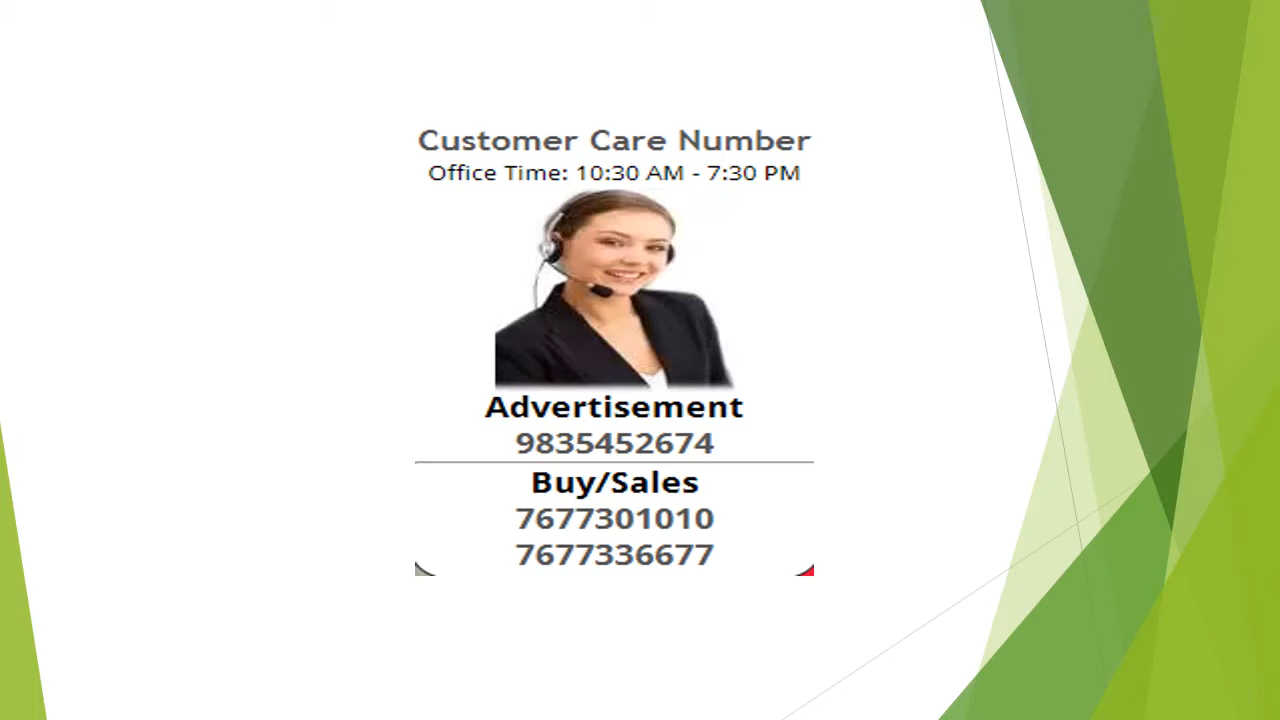 Customer Care Number
Office Time: 10:30 AM - 7:30 PM
Advertisement
9835452674
Buy/Sales
7677301010
7677336677